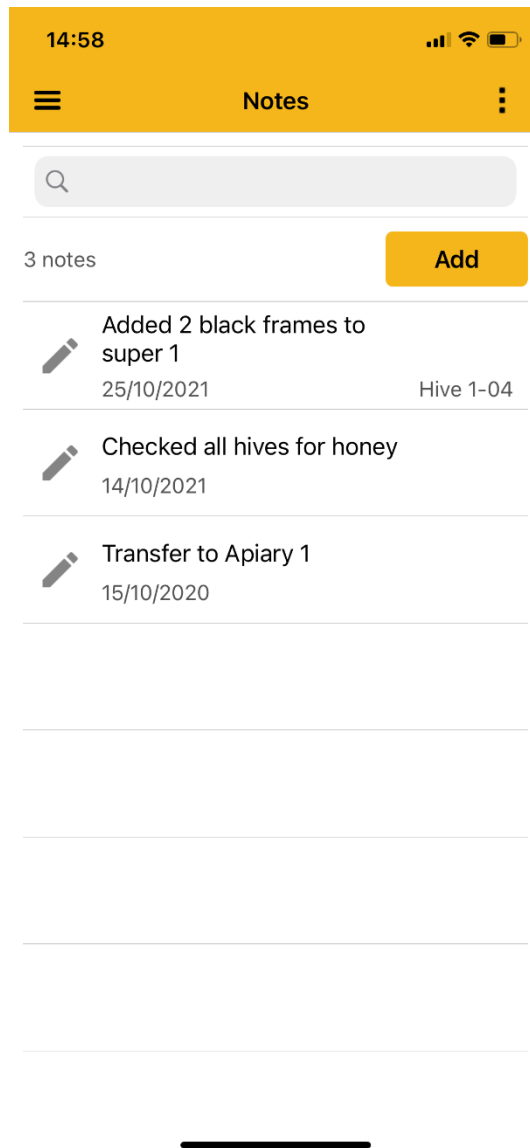 14:58
Notes
3 notes
Add
Added 2 black frames to
super 1
25/10/2021 Hive 1-04
Checked all hives for honey
14/10/2021
Transfer to Apiary 1
15/10/2020